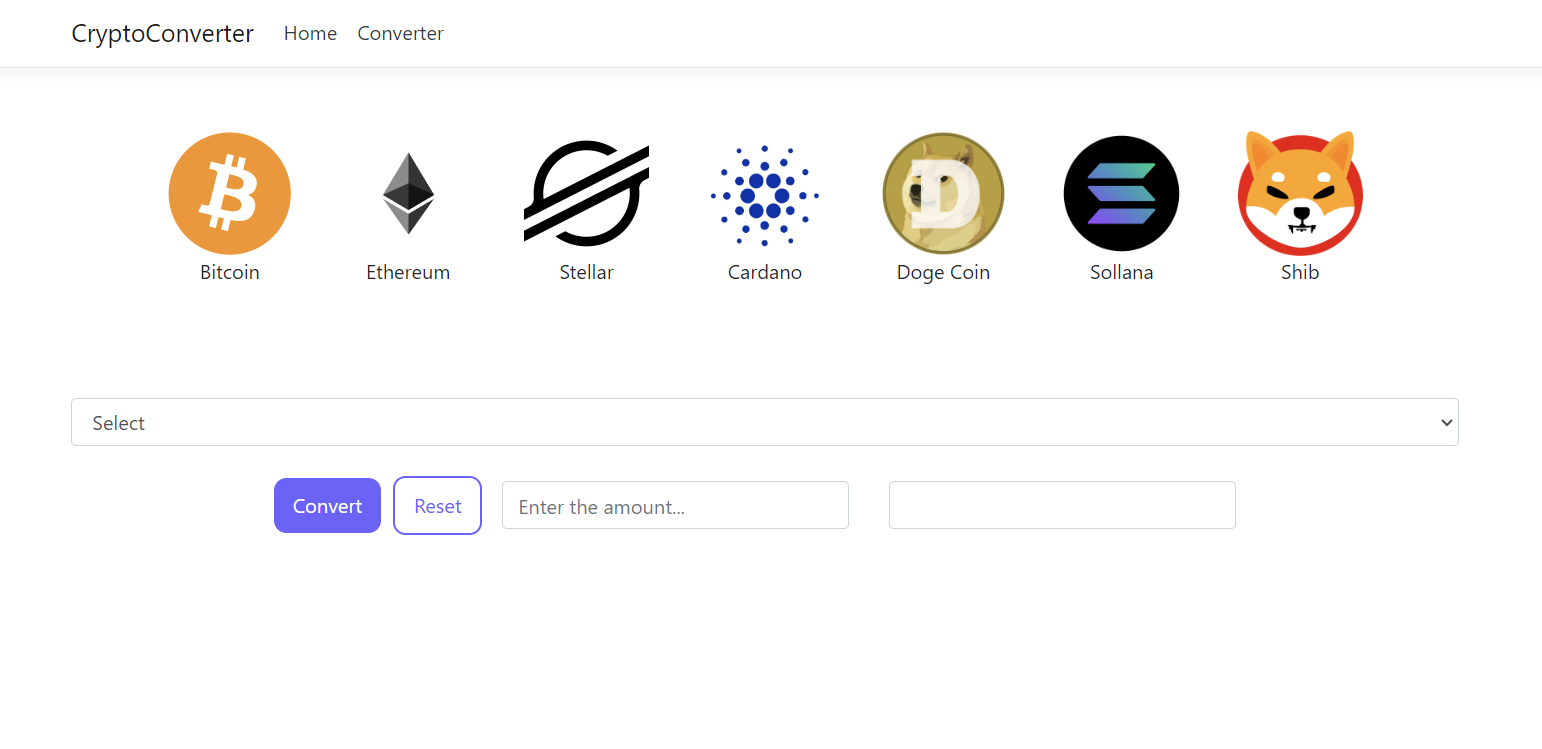 CryptoConverter Home Converter
Bitcoin Ethereum Stellar Cardano Doge Coin Sollana Shib
Select
Convert Reset Enter the amount...